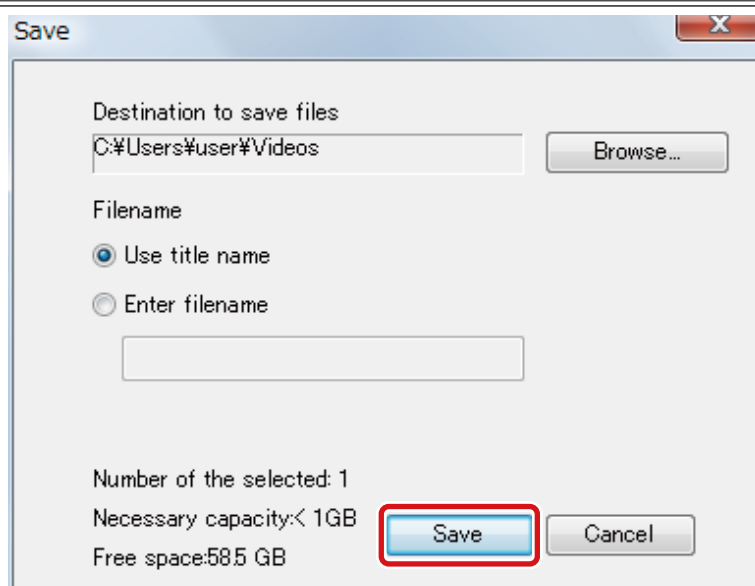 Save
X
Destination to save files
C:¥Users¥user¥Videos
Browse...
Filename
Use title name
Enter filename
Number of the selected: 1
Necessary capacity:< 1GB
Free space:58.5 GB
Save
Cancel